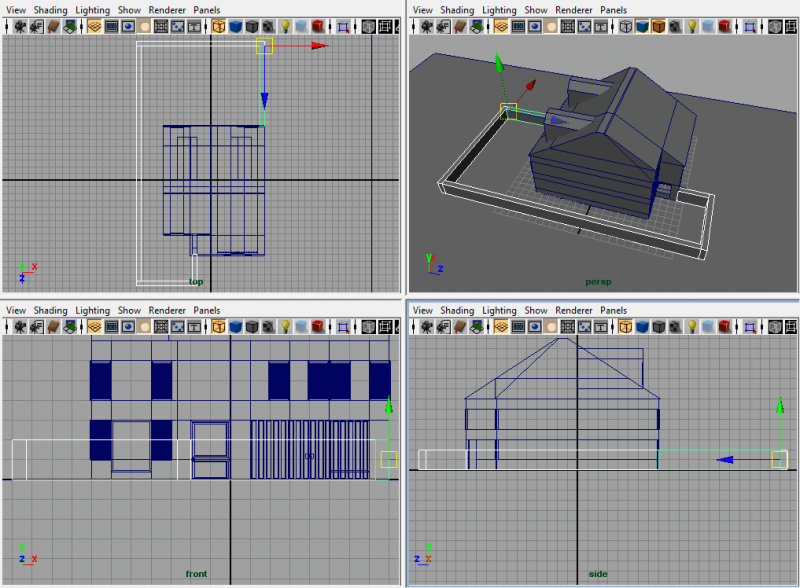 View Shading Lighting Show Renderer Panels
View Shading Lighting Show Renderer Panels
X
Z
top
y
Z
persp
View Shading Lighting Show Renderer Panels
View Shading Lighting Show Renderer Panels
y
Z X
front
y
Z
side